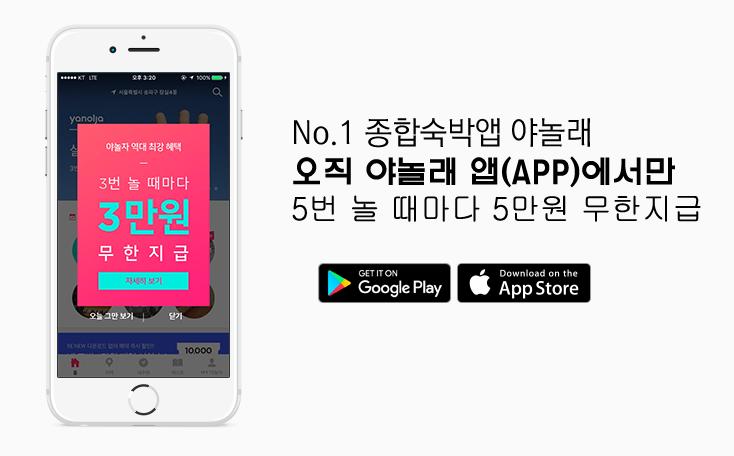 ●●●●● KT LTE 오후 3:20 100%
서울특별시 송파구 잠실4동
yanolja
야놀자 역대 최강 혜택
3번 놀 때마다
3만원
무한지급
자세히 보기
오늘 그만 보기 | 닫기
10,000
홈
No.1 종합숙박앱 야놀래
오직 야놀래 앱(APP)에서만
5번 놀 때마다 5만원 무한지급
GET IT ON
Google Play
Download on the
App Store